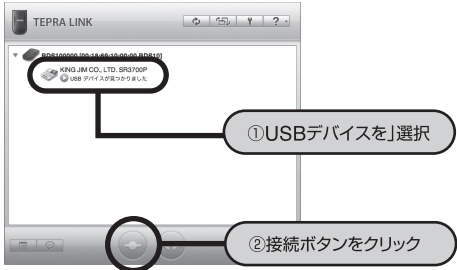 TEPRA LINK
?
BDS100000 [00:18:69:10:00:00 BDS10]
KING JIM CO., LTD. SR3700P
USB デバイスが見つかりました
①USBデバイスを」選択
②接続ボタンをクリック